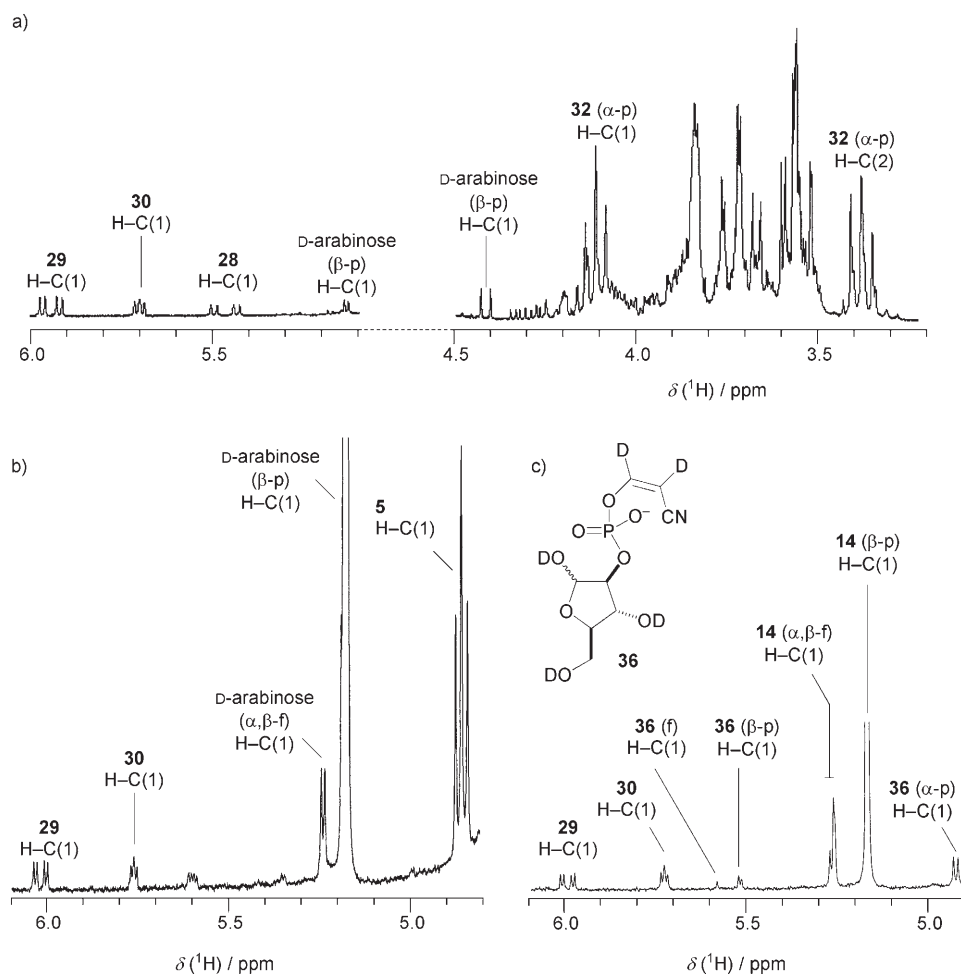 a)
32 (α-p)
H–C(1)
32 (α-p)
H–C(2)
D-arabinose
(β-p)
H–C(1)
30
H–C(1)
29
H–C(1)
28
H–C(1)
D-arabinose
(β-p)
H–C(1)
6.0
5.5
4.5
4.0
3.5
δ (¹H) / ppm
b)
D-arabinose
(β-p)
H–C(1)
5
H–C(1)
D-arabinose
(α,β-f)
H–C(1)
30
H–C(1)
29
H–C(1)
6.0
5.5
5.0
δ (¹H) / ppm
c)
D
D
O
CN
O⁻
O=P
O
DO
O
OD
DO
36
14 (β-p)
H–C(1)
14 (α,β-f)
H–C(1)
36 (f)
H–C(1)
36 (β-p)
H–C(1)
30
H–C(1)
36 (α-p)
H–C(1)
29
H–C(1)
6.0
5.5
5.0
δ (¹H) / ppm